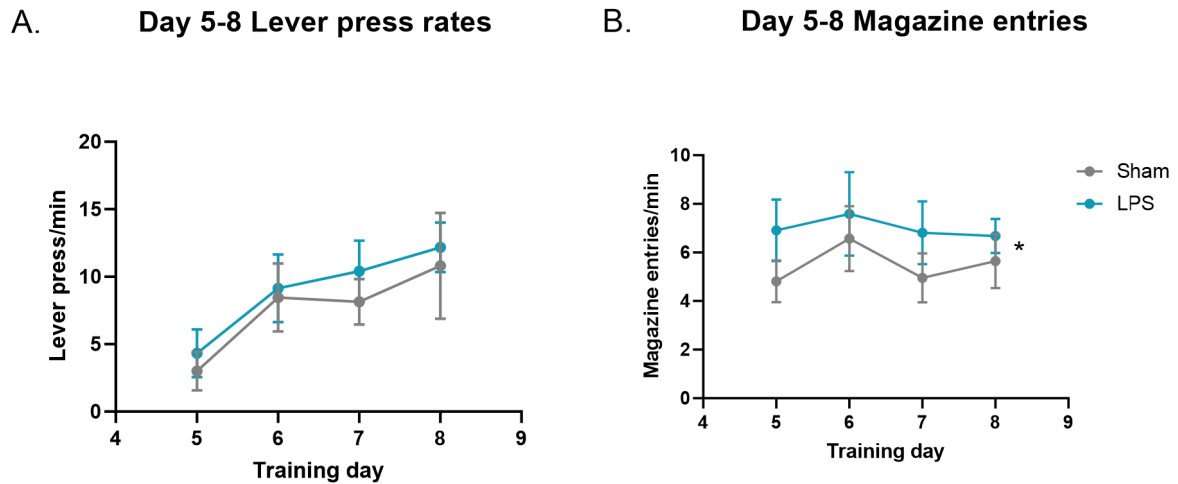 A.
Day 5-8 Lever press rates
Lever press/min
20
15
10
5
0
4
5
6
7
8
9
Training day
B.
Day 5-8 Magazine entries
Magazine entries/min
10
8
6
4
2
0
4
5
6
7
8
9
Training day
*
Sham
LPS